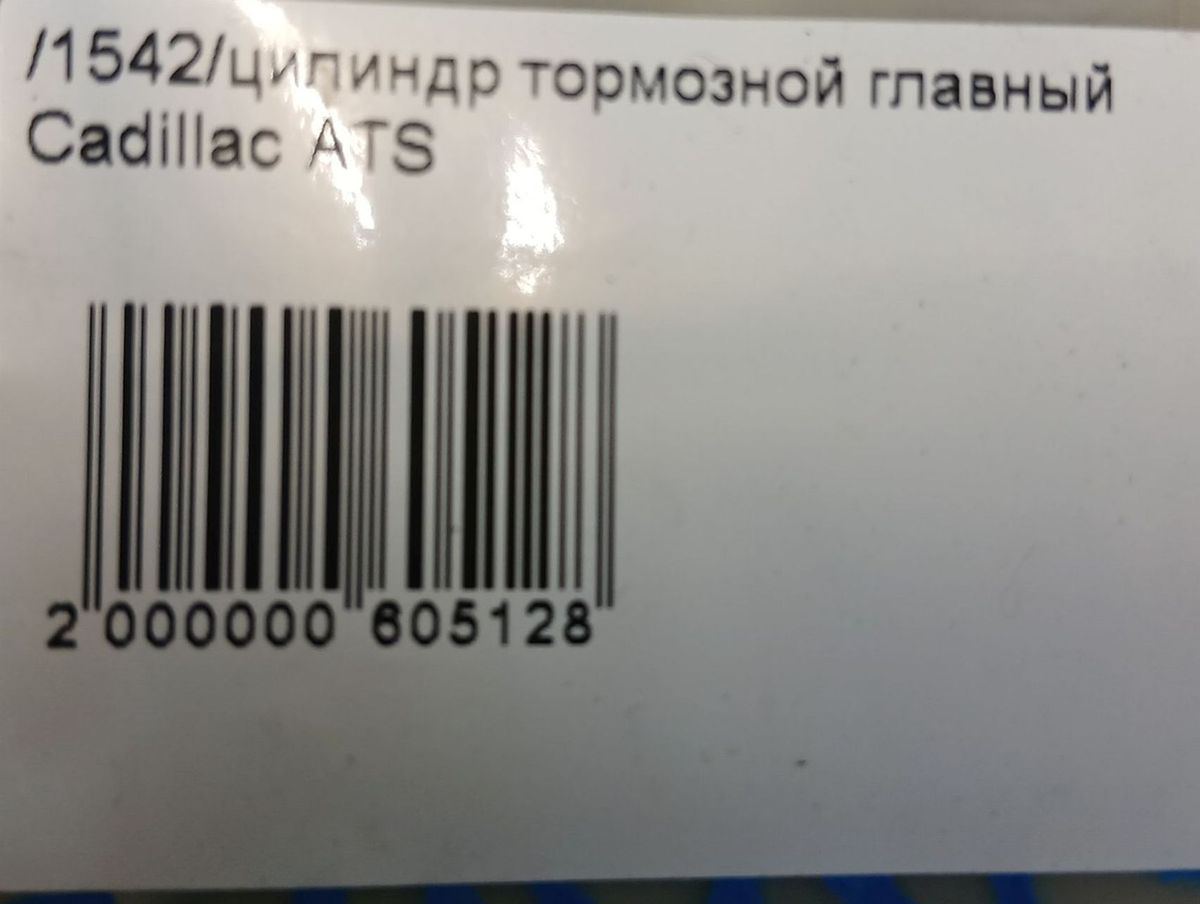 /1542/цилиндр тормозной главный
Cadillac ATS
2 000000 605128